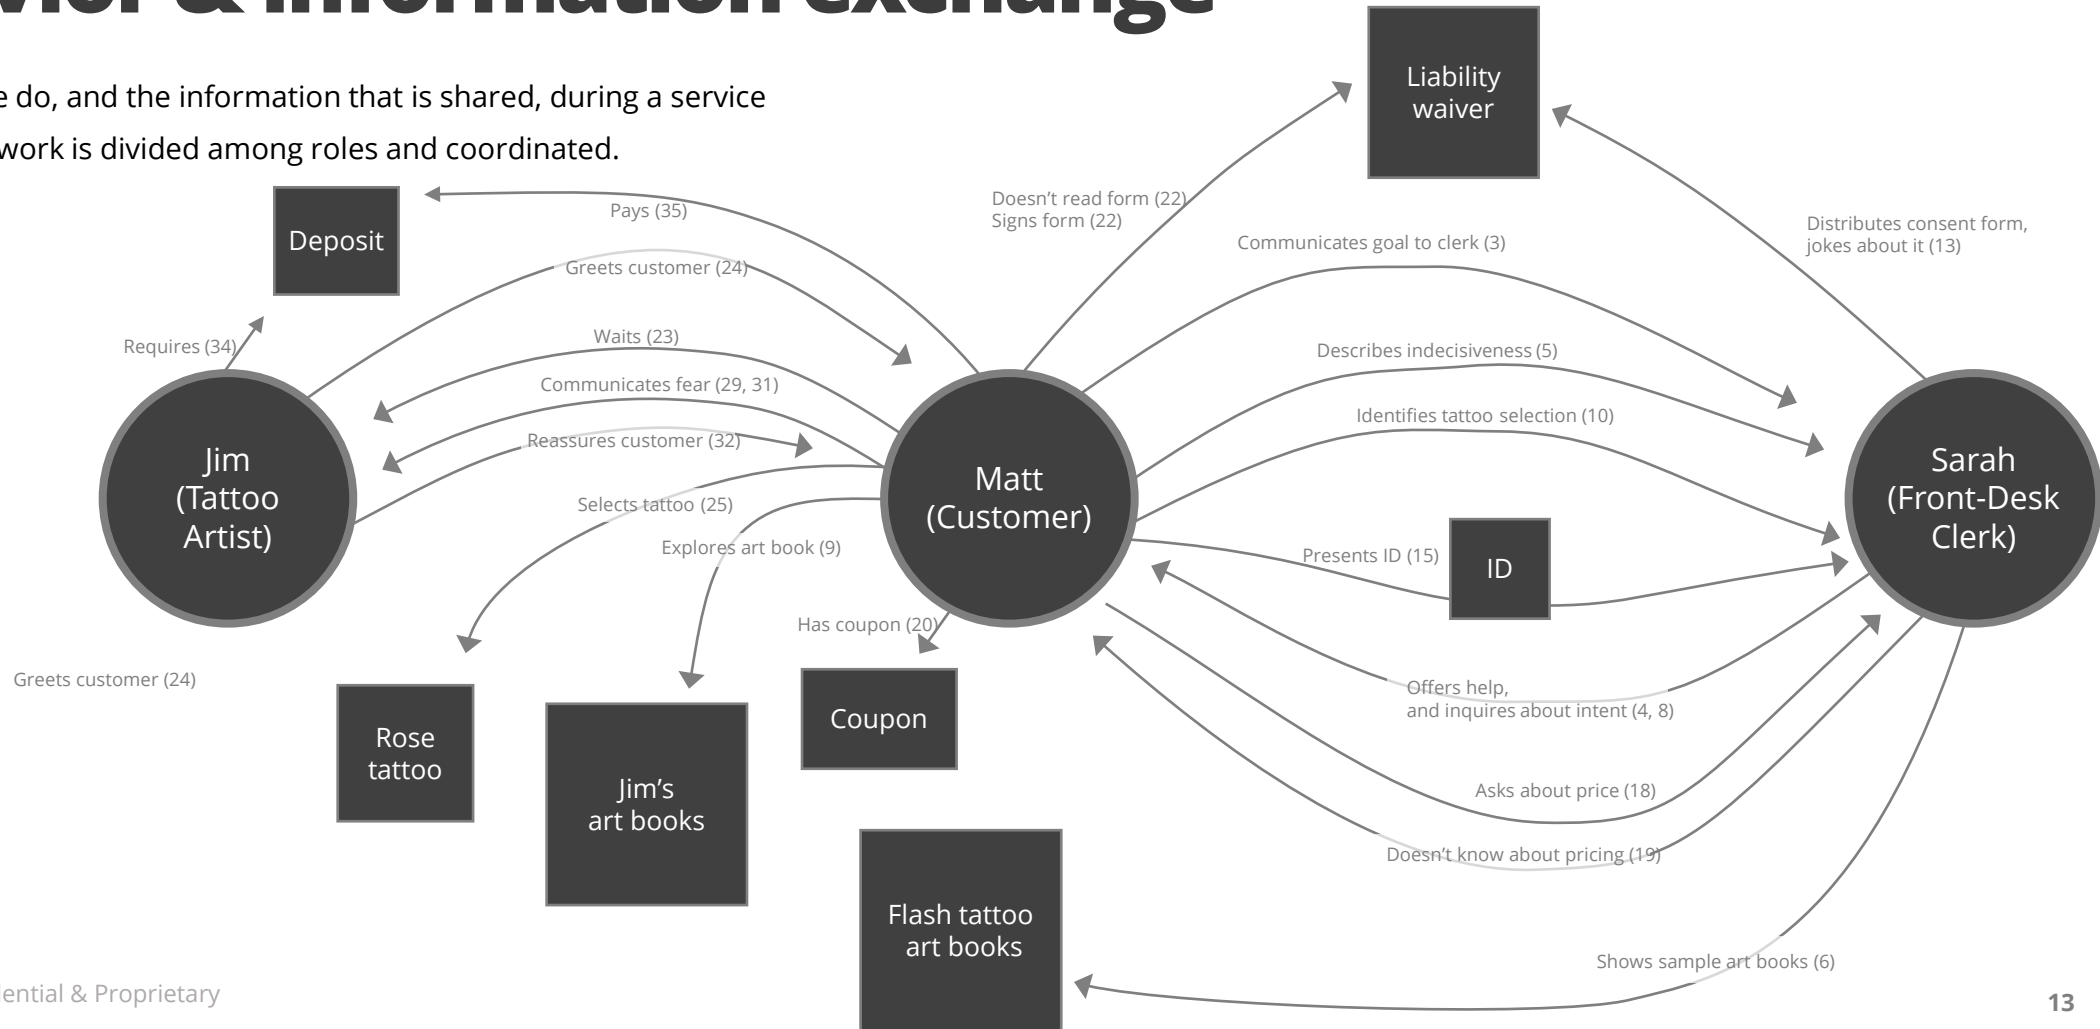 & information exchange
do, and the information that is shared, during a service
work is divided among roles and coordinated.
Liability
waiver
Deposit
Pays (35)
Doesn’t read form (22)
Signs form (22)
Distributes consent form,
jokes about it (13)
Communicates goal to clerk (3)
Greets customer (24)
Requires (34)
Waits (23)
Describes indecisiveness (5)
Communicates fear (29, 31)
Identifies tattoo selection (10)
Reassures customer (32)
Jim
(Tattoo
Artist)
Matt
(Customer)
Sarah
(Front-Desk
Clerk)
Selects tattoo (25)
Explores art book (9)
Presents ID (15)
ID
Has coupon (20)
Greets customer (24)
Offers help,
and inquires about intent (4, 8)
Rose
tattoo
Jim’s
art books
Coupon
Asks about price (18)
Doesn’t know about pricing (19)
Flash tattoo
art books
Shows sample art books (6)
& Proprietary
13